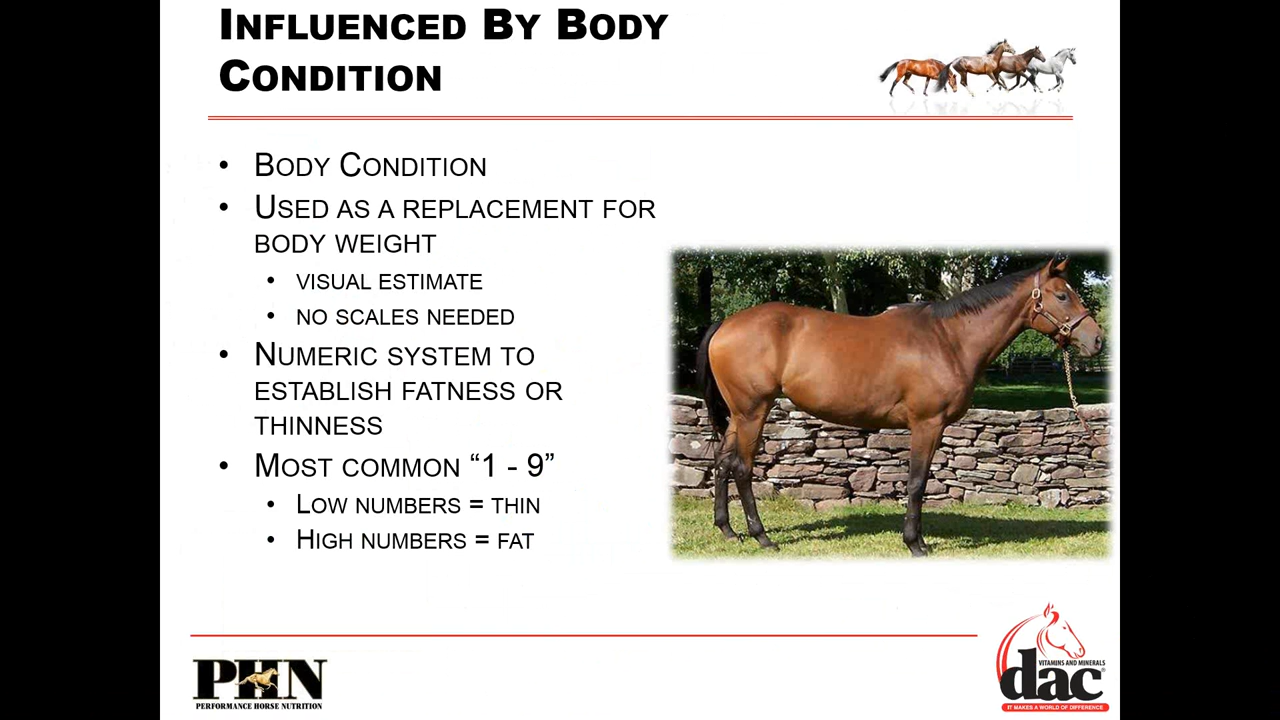 INFLUENCED BY BODY
CONDITION
• BODY CONDITION
• USED AS A REPLACEMENT FOR
BODY WEIGHT
• VISUAL ESTIMATE
• NO SCALES NEEDED
• NUMERIC SYSTEM TO
ESTABLISH FATNESS OR
THINNESS
• MOST COMMON “1 - 9”
• LOW NUMBERS = THIN
• HIGH NUMBERS = FAT
PHN
PERFORMANCE HORSE NUTRITION
VITAMINS AND MINERALS
dac®
IT MAKES A WORLD OF DIFFERENCE